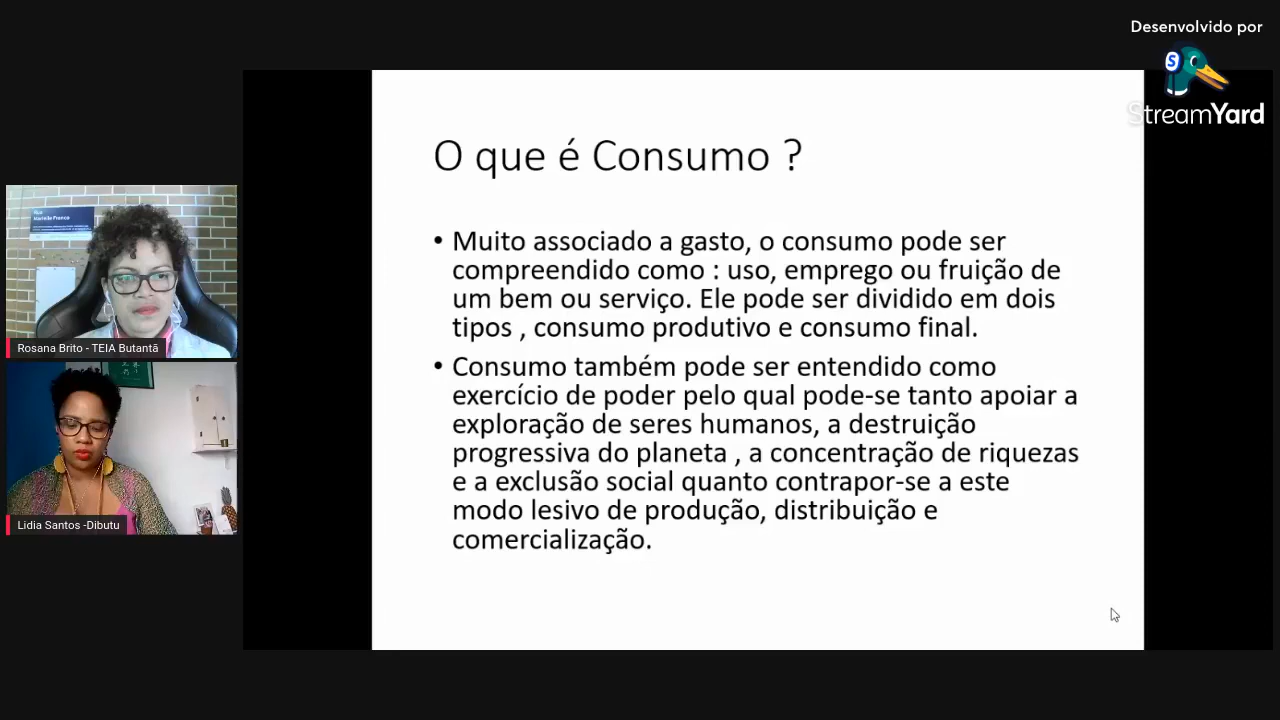 Desenvolvido por
StreamYard
O que é Consumo ?
• Muito associado a gasto, o consumo pode ser
compreendido como : uso, emprego ou fruição de
um bem ou serviço. Ele pode ser dividido em dois
tipos , consumo produtivo e consumo final.
• Consumo também pode ser entendido como
exercício de poder pelo qual pode-se tanto apoiar a
exploração de seres humanos, a destruição
progressiva do planeta , a concentração de riquezas
e a exclusão social quanto contrapor-se a este
modo lesivo de produção, distribuição e
comercialização.
Rua
Marielle Franco
Rosana Brito - TEIA Butantã
Lidia Santos -Dibutu